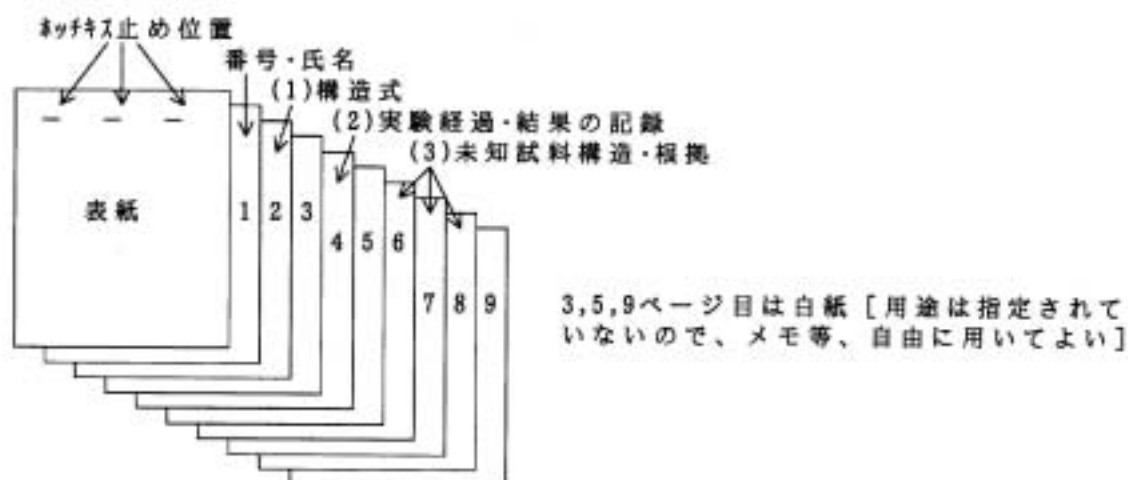 ﾎｯﾁｷｽ止め位置
番号・氏名
(1)構造式
(2)実験経過・結果の記録
(3)未知試料構造・根拠
表紙
1
2
3
4
5
6
7
8
9
3,5,9ページ目は白紙［用途は指定されて
いないので、メモ等、自由に用いてよい］